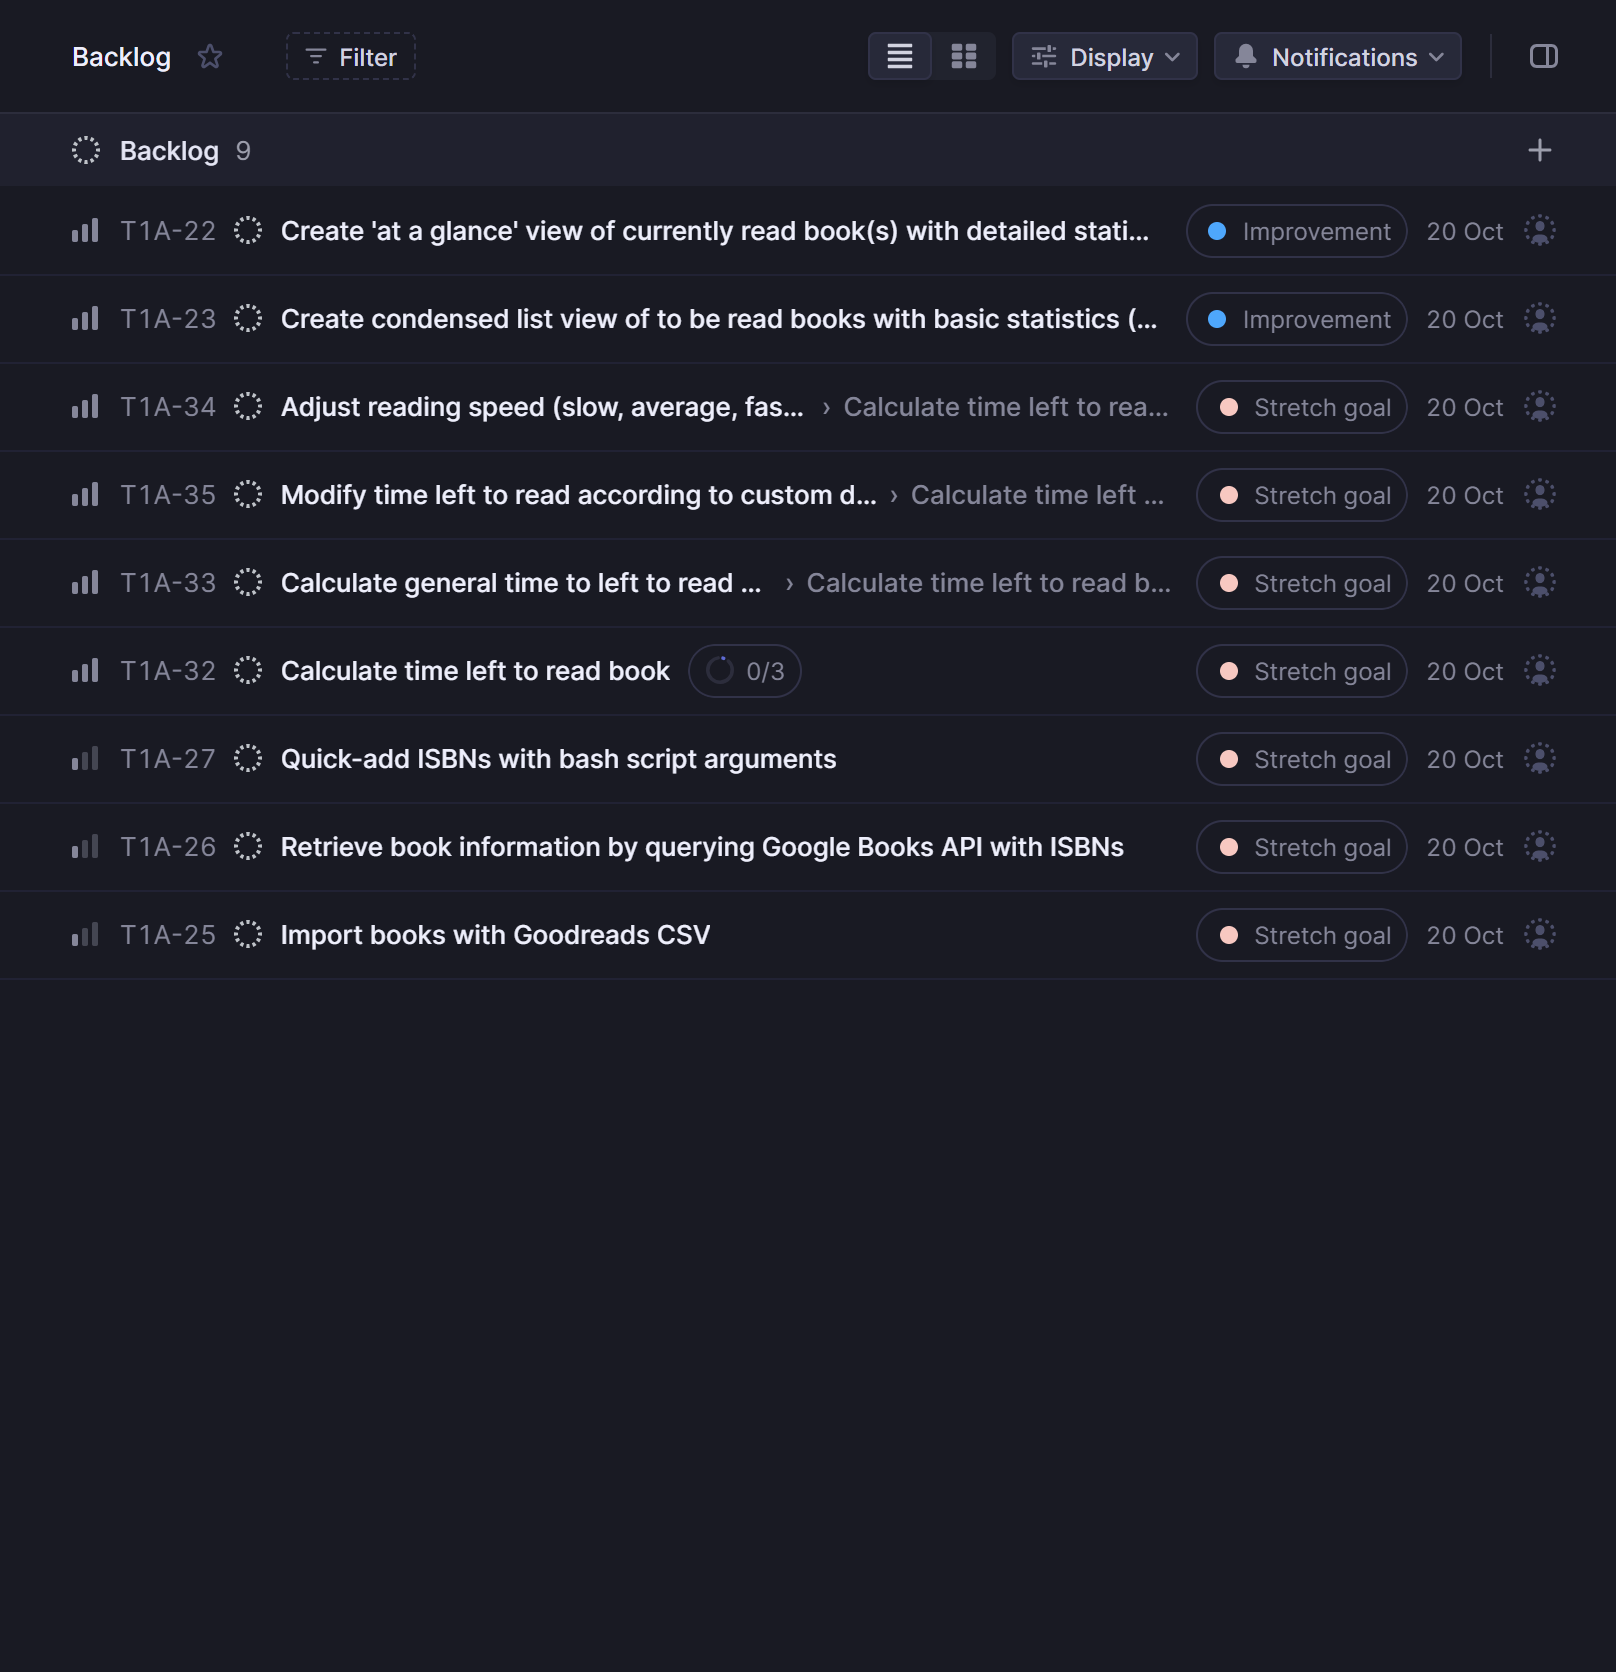 Backlog Filter Display Notifications
Backlog 9
T1A-22 Create 'at a glance' view of currently read book(s) with detailed stati... Improvement 20 Oct
T1A-23 Create condensed list view of to be read books with basic statistics (... Improvement 20 Oct
T1A-34 Adjust reading speed (slow, average, fas... › Calculate time left to rea... Stretch goal 20 Oct
T1A-35 Modify time left to read according to custom d... › Calculate time left ... Stretch goal 20 Oct
T1A-33 Calculate general time to left to read ... › Calculate time left to read b... Stretch goal 20 Oct
T1A-32 Calculate time left to read book 0/3 Stretch goal 20 Oct
T1A-27 Quick-add ISBNs with bash script arguments Stretch goal 20 Oct
T1A-26 Retrieve book information by querying Google Books API with ISBNs Stretch goal 20 Oct
T1A-25 Import books with Goodreads CSV Stretch goal 20 Oct